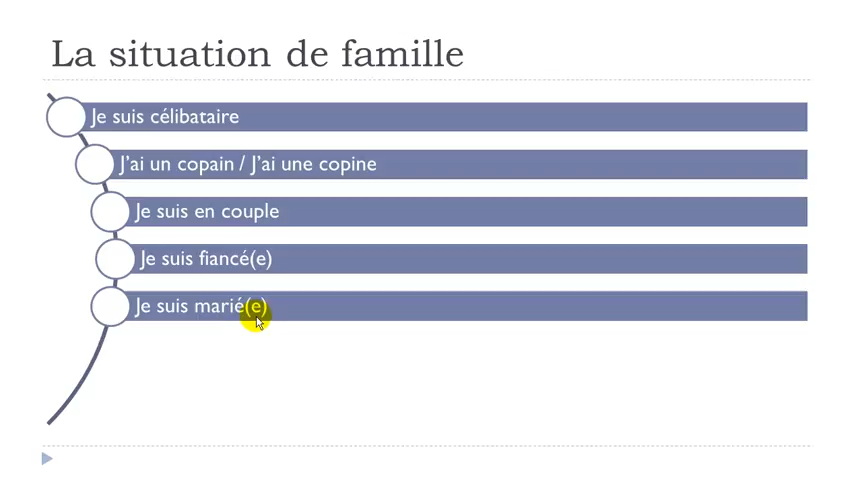 La situation de famille
Je suis célibataire
J’ai un copain / J’ai une copine
Je suis en couple
Je suis fiancé(e)
Je suis marié(e)